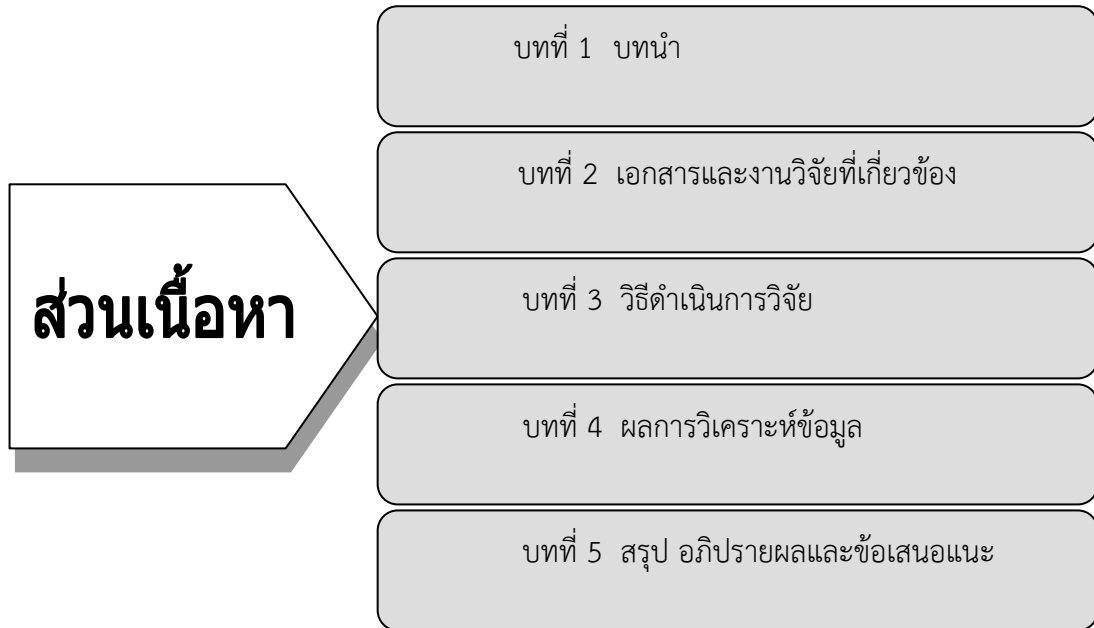 ส่วนเนื้อหา
บทที่ 1 บทนำ
บทที่ 2 เอกสารและงานวิจัยที่เกี่ยวข้อง
บทที่ 3 วิธีดำเนินการวิจัย
บทที่ 4 ผลการวิเคราะห์ข้อมูล
บทที่ 5 สรุป อภิปรายผลและข้อเสนอแนะ